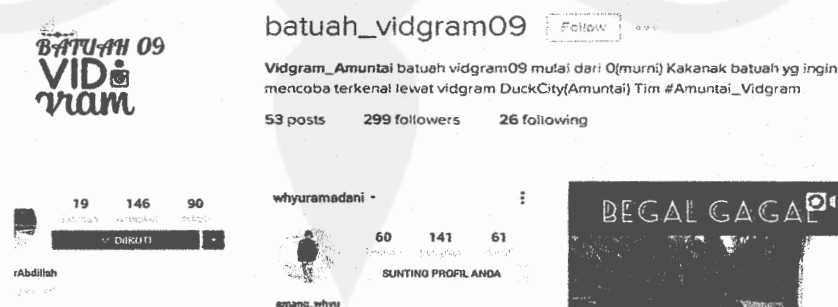 BATUAH 09
VID
gram
batuah_vidgram09 Follow
Vidgram_Amuntai batuah vidgram09 mulai dari 0(murni) Kakanak batuah yg ingin
mencoba terkenal lewat vidgram DuckCity(Amuntai) Tim #Amuntai_Vidgram
53 posts 299 followers 26 following
19 146 90
DIIKUTI
rAbdillah
whyuramadani
60 141 61
SUNTING PROFIL ANDA
amang_whyu
BEGAL GAGAL